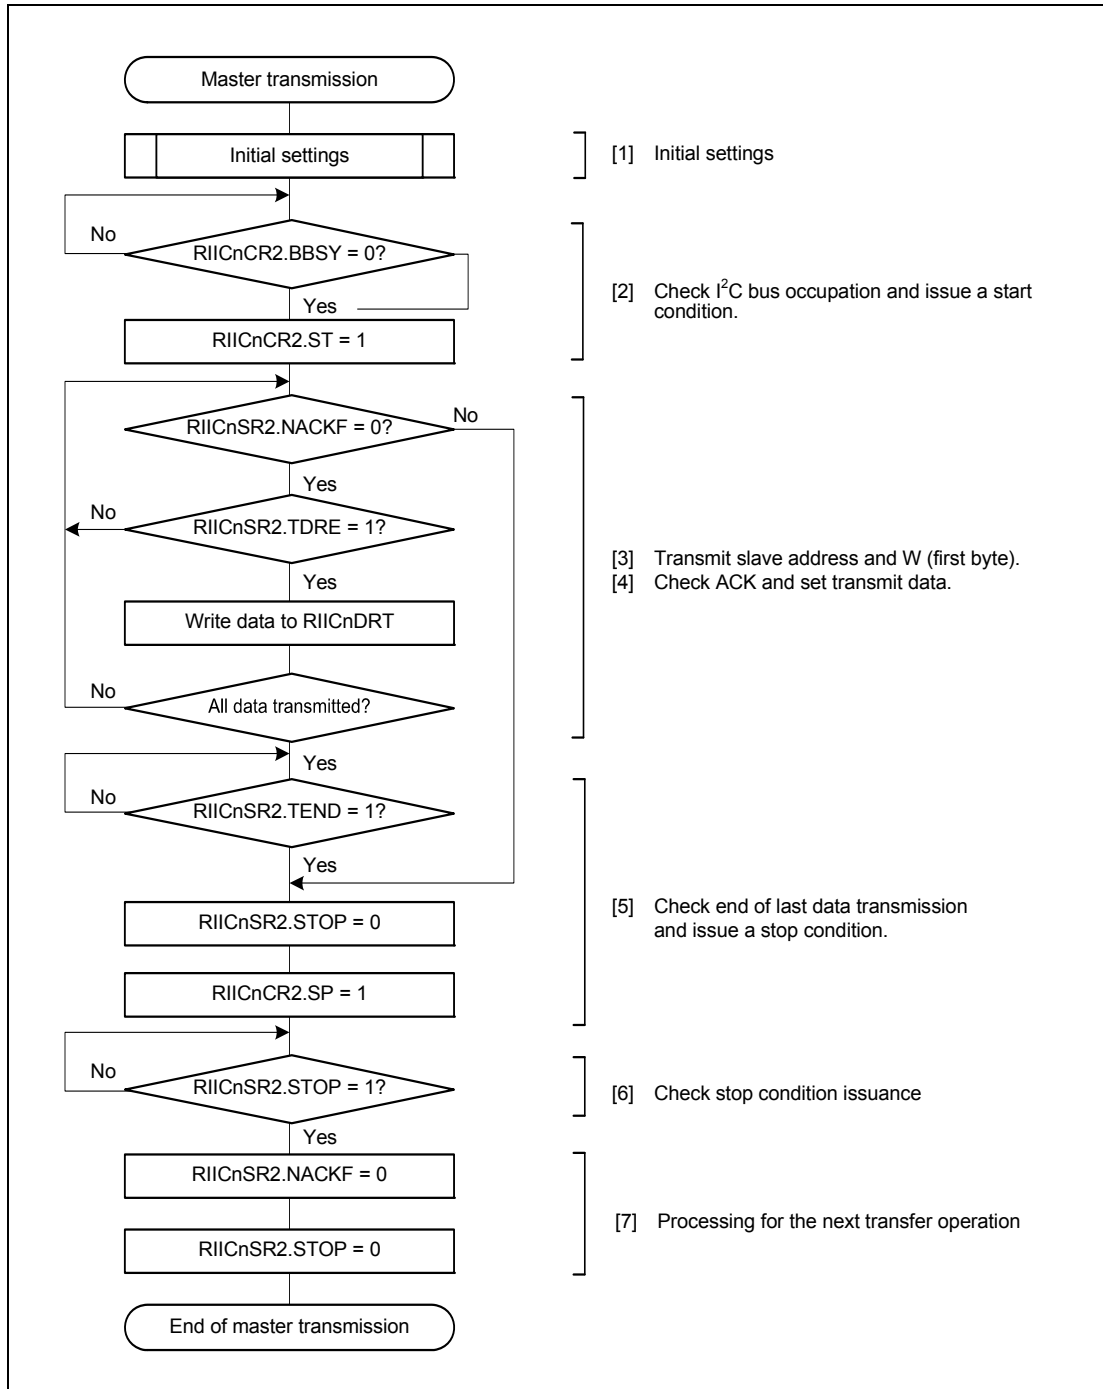 Master transmission
Initial settings
[1] Initial settings
No
RIICnCR2.BBSY = 0?
Yes
[2] Check I²C bus occupation and issue a start
condition.
RIICnCR2.ST = 1
RIICnSR2.NACKF = 0?
No
Yes
No
RIICnSR2.TDRE = 1?
Yes
[3] Transmit slave address and W (first byte).
[4] Check ACK and set transmit data.
Write data to RIICnDRT
No
All data transmitted?
Yes
No
RIICnSR2.TEND = 1?
Yes
RIICnSR2.STOP = 0
[5] Check end of last data transmission
and issue a stop condition.
RIICnCR2.SP = 1
No
RIICnSR2.STOP = 1?
[6] Check stop condition issuance
Yes
RIICnSR2.NACKF = 0
[7] Processing for the next transfer operation
RIICnSR2.STOP = 0
End of master transmission